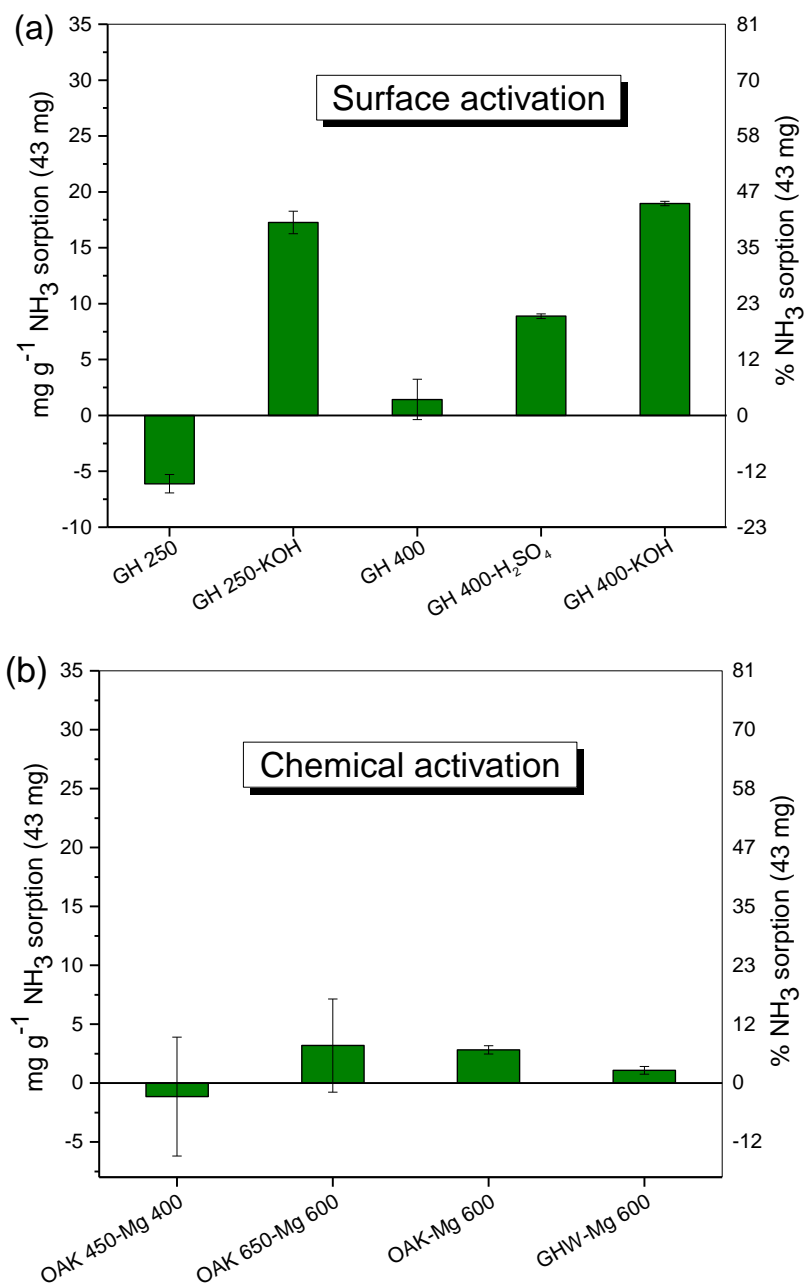 (a)
Surface activation
mg g⁻¹ NH₃ sorption (43 mg)
35
30
25
20
15
10
5
0
-5
-10
81
70
58
47
35
23
12
0
-12
-23
% NH₃ sorption (43 mg)
GH 250
GH 250-KOH
GH 400
GH 400-H₂SO₄
GH 400-KOH
(b)
Chemical activation
mg g⁻¹ NH₃ sorption (43 mg)
35
30
25
20
15
10
5
0
-5
81
70
58
47
35
23
12
0
-12
% NH₃ sorption (43 mg)
OAK 450-Mg 400
OAK 650-Mg 600
OAK-Mg 600
GHW-Mg 600